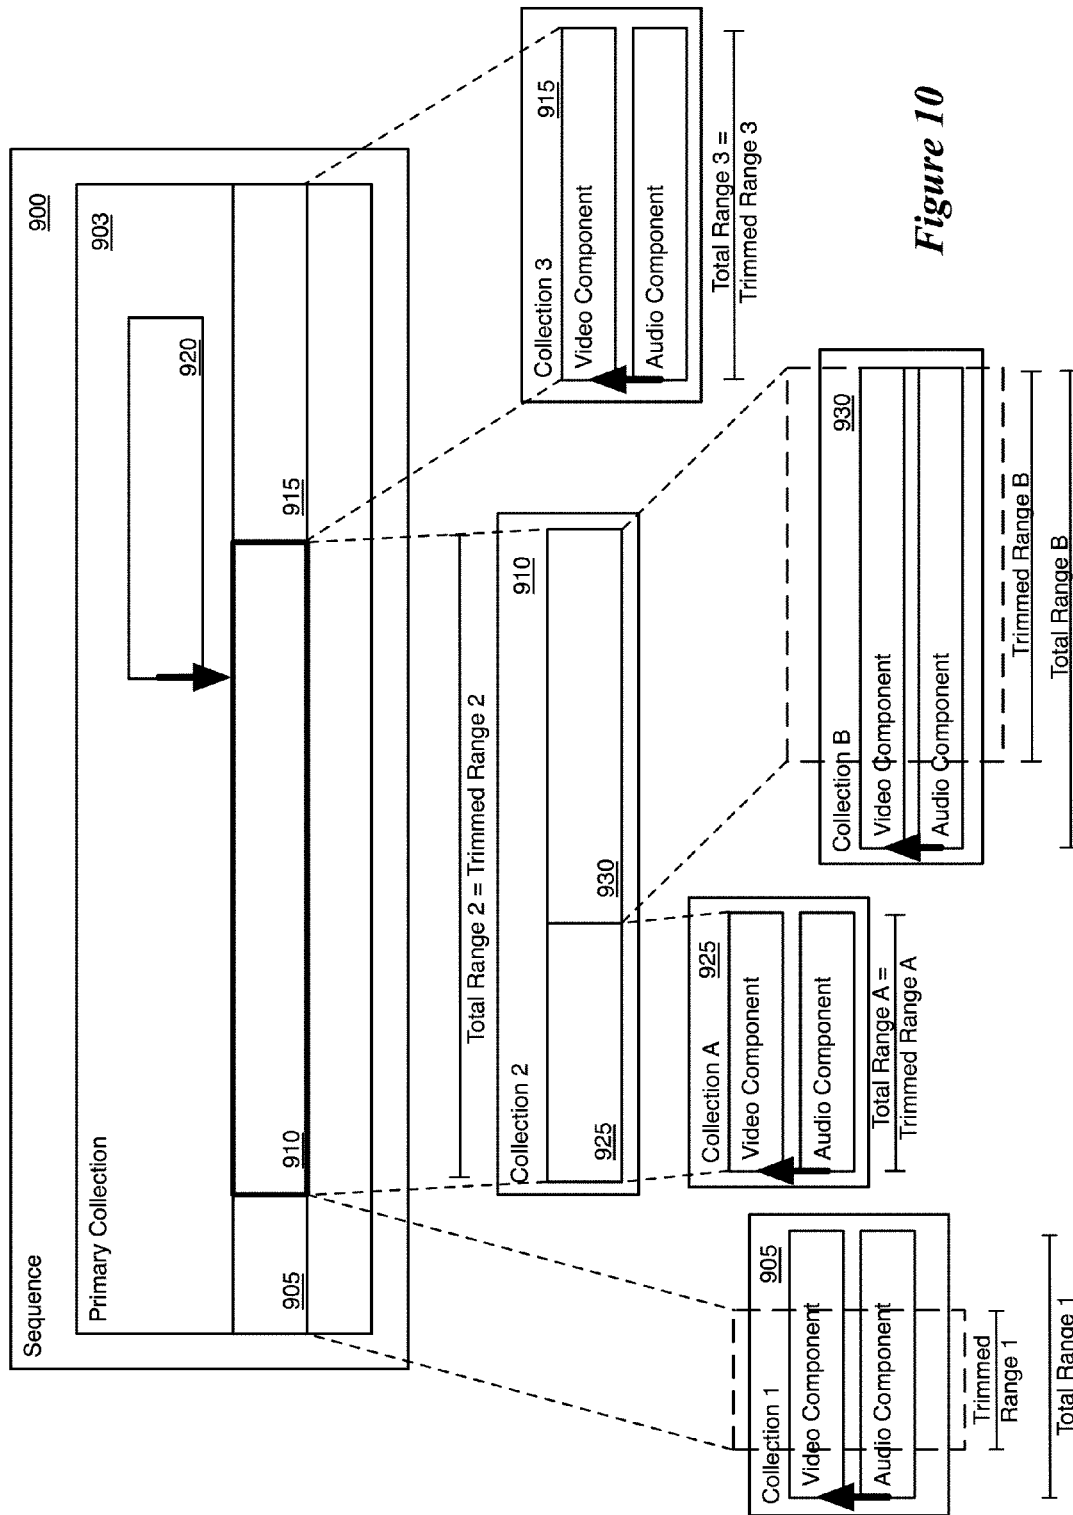 Sequence
900
Primary Collection
903
920
905
910
915
Total Range 2 = Trimmed Range 2
Collection 2
910
925
930
Collection 3
915
Video Component
Audio Component
Total Range 3 =
Trimmed Range 3
Collection 1
905
Video Component
Audio Component
Trimmed
Range 1
Total Range 1
Collection A
925
Video Component
Audio Component
Total Range A =
Trimmed Range A
Collection B
930
Video Component
Audio Component
Trimmed Range B
Total Range B
Figure 10